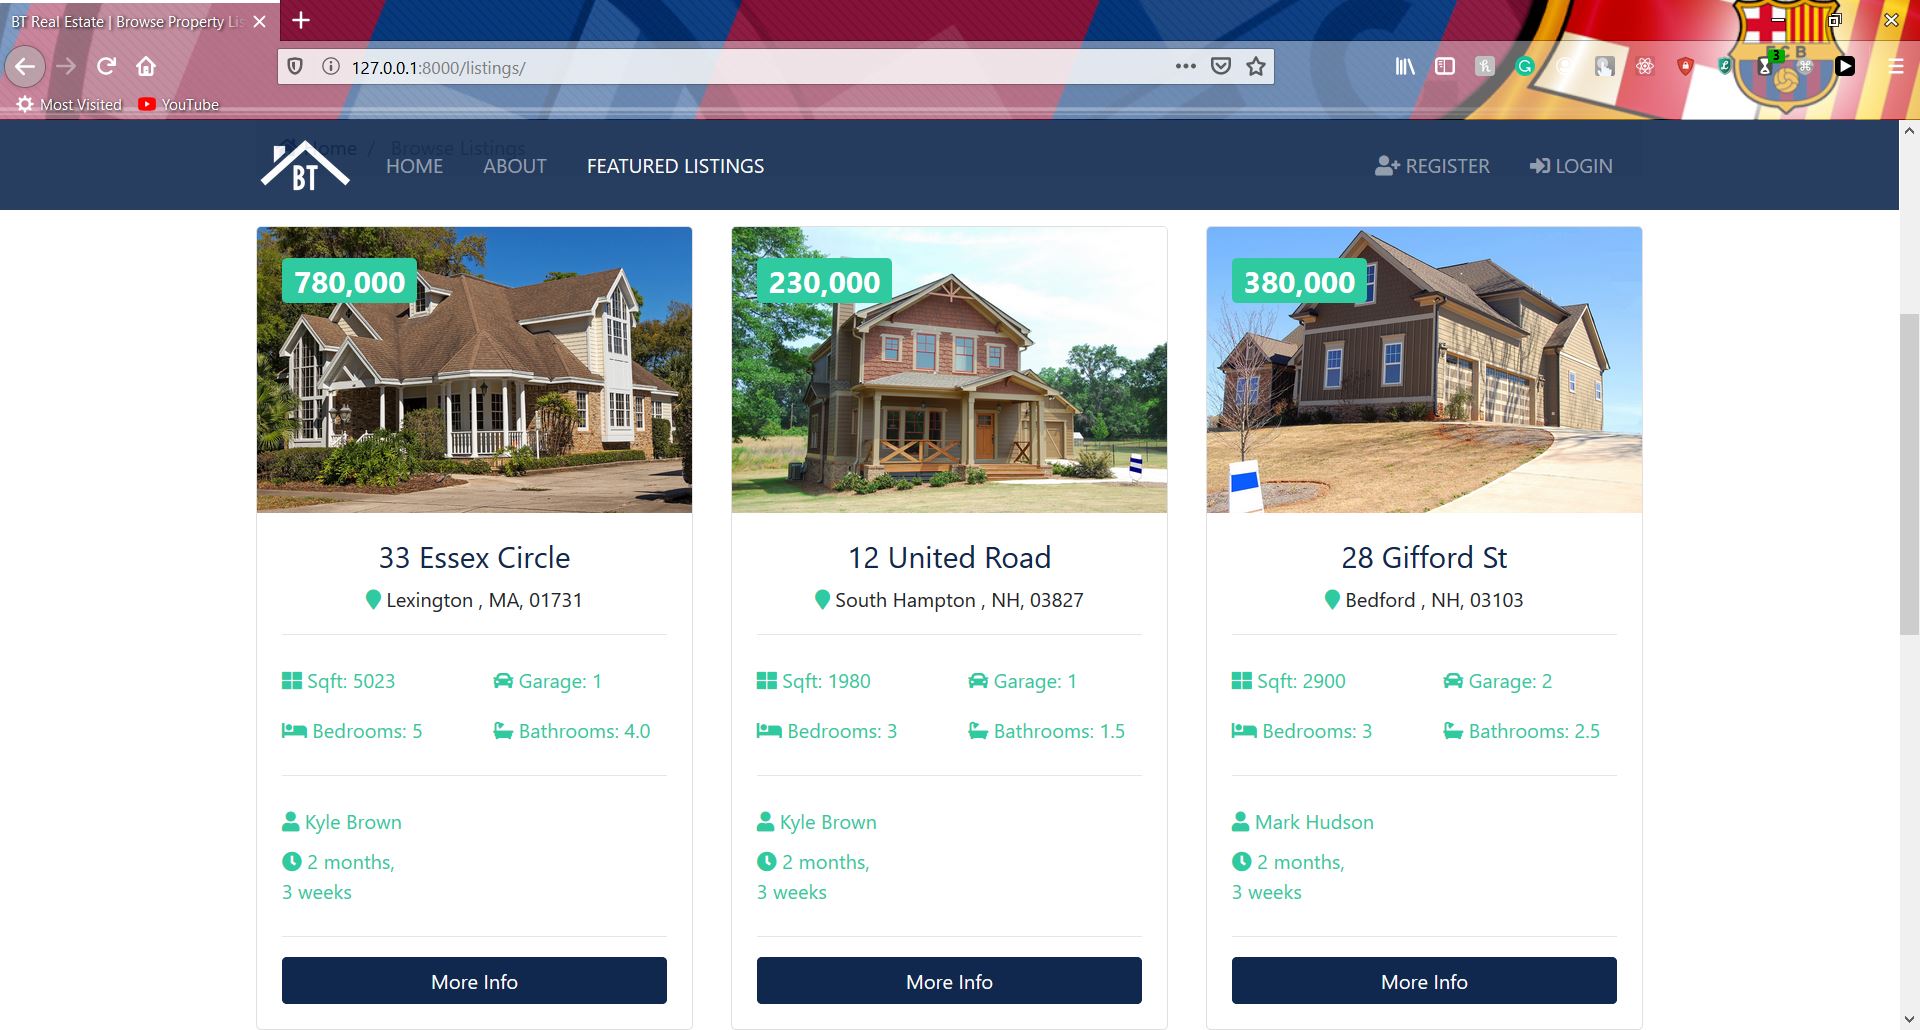 BT Real Estate | Browse Property Lis
127.0.0.1:8000/listings/
3
FCB
Most Visited
YouTube
Home / Browse Listings
BT
HOME
ABOUT
FEATURED LISTINGS
REGISTER
LOGIN
780,000
33 Essex Circle
Lexington , MA, 01731
Sqft: 5023
Garage: 1
Bedrooms: 5
Bathrooms: 4.0
Kyle Brown
2 months,
3 weeks
More Info
230,000
12 United Road
South Hampton , NH, 03827
Sqft: 1980
Garage: 1
Bedrooms: 3
Bathrooms: 1.5
Kyle Brown
2 months,
3 weeks
More Info
380,000
28 Gifford St
Bedford , NH, 03103
Sqft: 2900
Garage: 2
Bedrooms: 3
Bathrooms: 2.5
Mark Hudson
2 months,
3 weeks
More Info